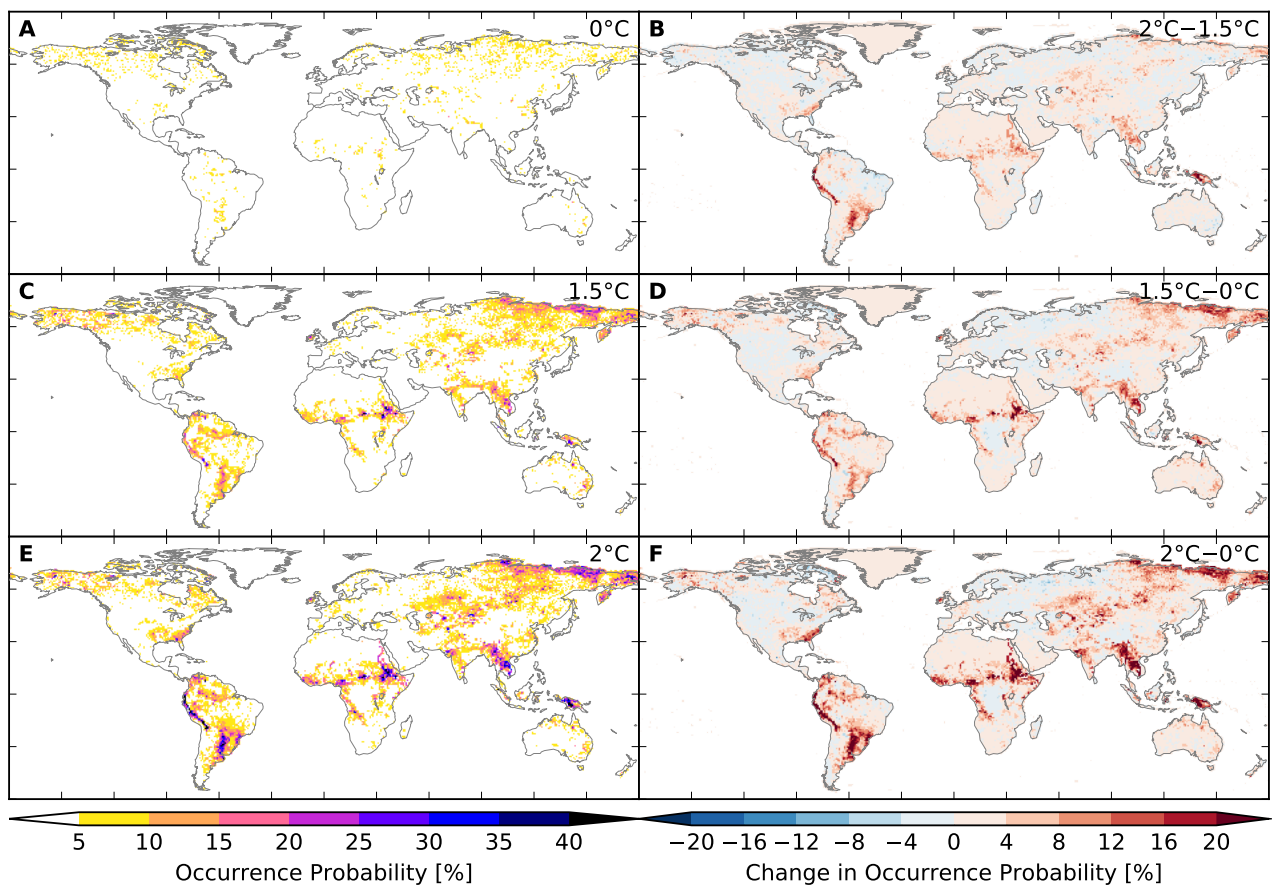 A 0°C
B 2°C−1.5°C
C 1.5°C
D 1.5°C−0°C
E 2°C
F 2°C−0°C
5 10 15 20 25 30 35 40
Occurrence Probability [%]
−20 −16 −12 −8 −4 0 4 8 12 16 20
Change in Occurrence Probability [%]